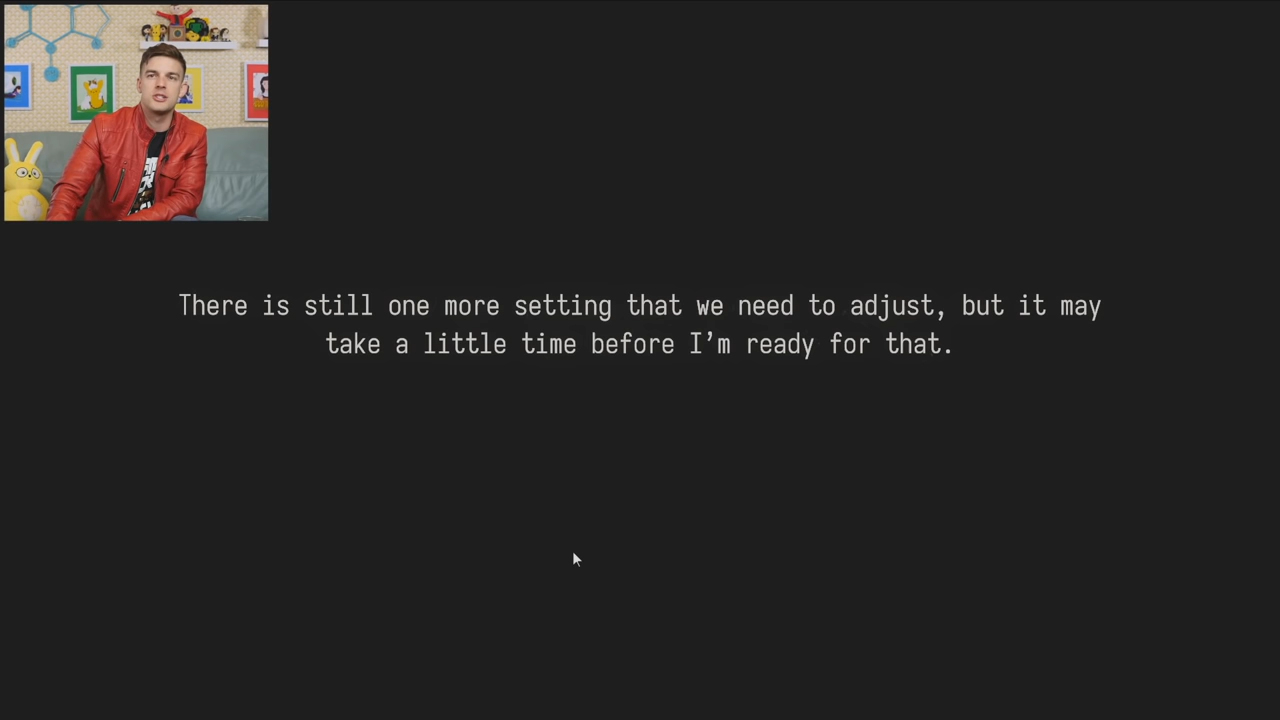 There is still one more setting that we need to adjust, but it may
take a little time before I’m ready for that.